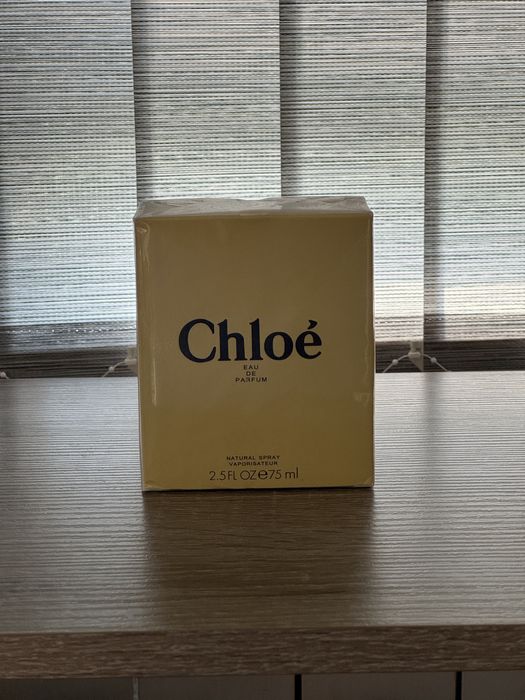 Chloé
EAU
DE
PARFUM
NATURAL SPRAY
VAPORISATEUR
2.5 FL OZ e 75 ml